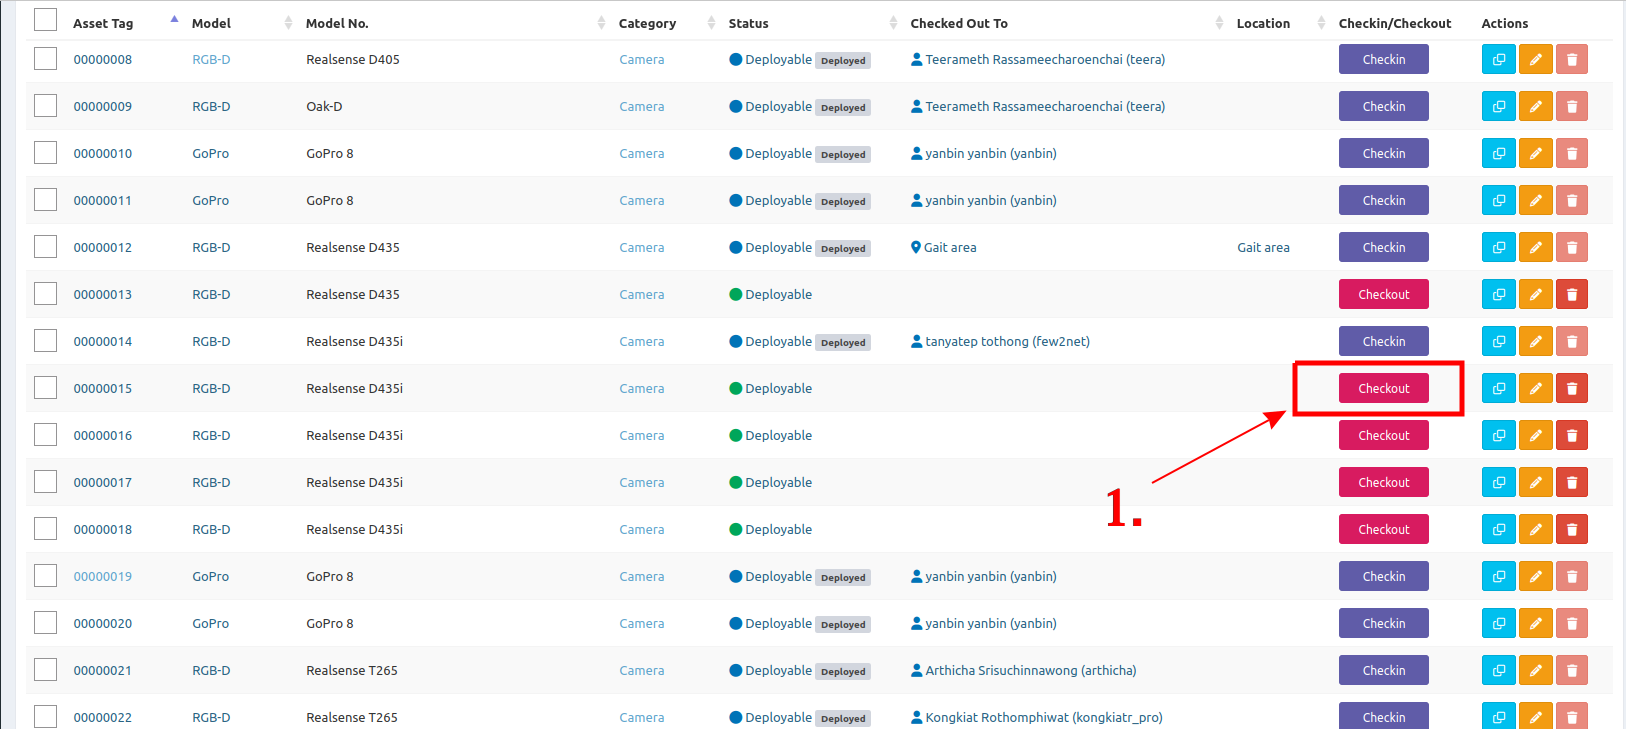 Asset Tag Model Model No. Category Status Checked Out To Location Checkin/Checkout Actions
00000008 RGB-D Realsense D405 Camera Deployable Deployed Teerameth Rassameecharoenchai (teera) Checkin
00000009 RGB-D Oak-D Camera Deployable Deployed Teerameth Rassameecharoenchai (teera) Checkin
00000010 GoPro GoPro 8 Camera Deployable Deployed yanbin yanbin (yanbin) Checkin
00000011 GoPro GoPro 8 Camera Deployable Deployed yanbin yanbin (yanbin) Checkin
00000012 RGB-D Realsense D435 Camera Deployable Deployed Gait area Gait area Checkin
00000013 RGB-D Realsense D435 Camera Deployable Checkout
00000014 RGB-D Realsense D435i Camera Deployable Deployed tanyatep tothong (few2net) Checkin
00000015 RGB-D Realsense D435i Camera Deployable Checkout
00000016 RGB-D Realsense D435i Camera Deployable Checkout
00000017 RGB-D Realsense D435i Camera Deployable Checkout
1.
00000018 RGB-D Realsense D435i Camera Deployable Checkout
00000019 GoPro GoPro 8 Camera Deployable Deployed yanbin yanbin (yanbin) Checkin
00000020 GoPro GoPro 8 Camera Deployable Deployed yanbin yanbin (yanbin) Checkin
00000021 RGB-D Realsense T265 Camera Deployable Deployed Arthicha Srisuchinnawong (arthicha) Checkin
00000022 RGB-D Realsense T265 Camera Deployable Deployed Kongkiat Rothomphiwat (kongkiatr_pro) Checkin